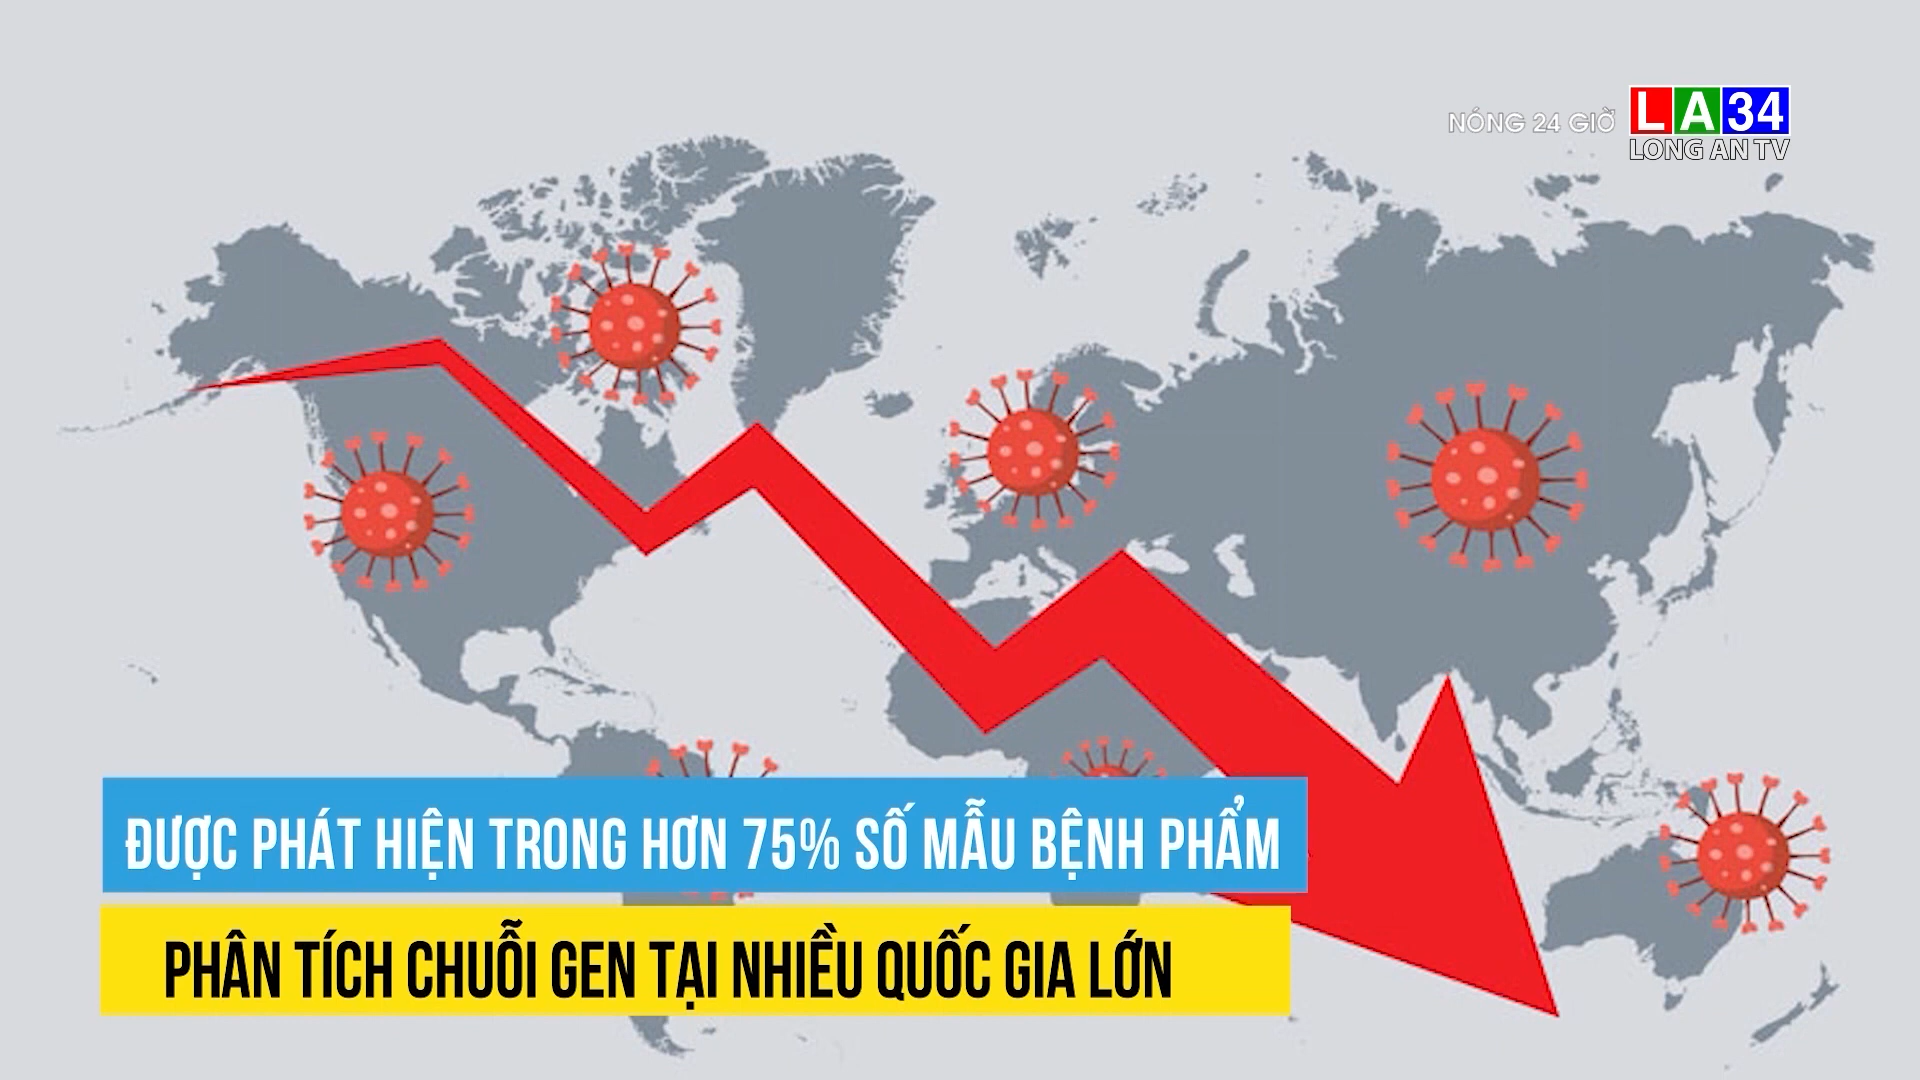 NÓNG 24 GIỜ
LA34
LONG AN TV
ĐƯỢC PHÁT HIỆN TRONG HƠN 75% SỐ MẪU BỆNH PHẨM
PHÂN TÍCH CHUỖI GEN TẠI NHIỀU QUỐC GIA LỚN